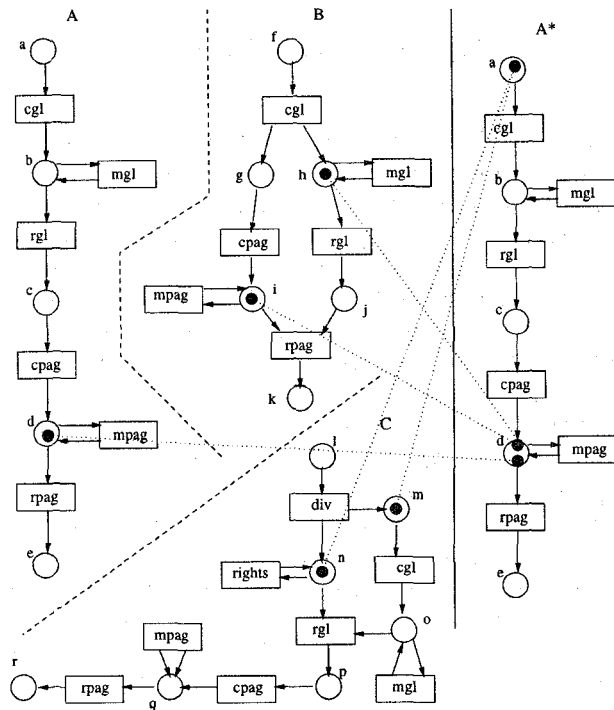 A
a
cgl
b
mgl
rgl
c
cpag
d
mpag
rpag
e
B
f
cgl
g
h
mgl
cpag
rgl
mpag
i
j
rpag
k
A*
a
cgl
b
mgl
rgl
c
cpag
d
mpag
rpag
e
C
l
div
m
n
rights
cgl
mpag
rgl
o
r
rpag
q
cpag
p
mgl